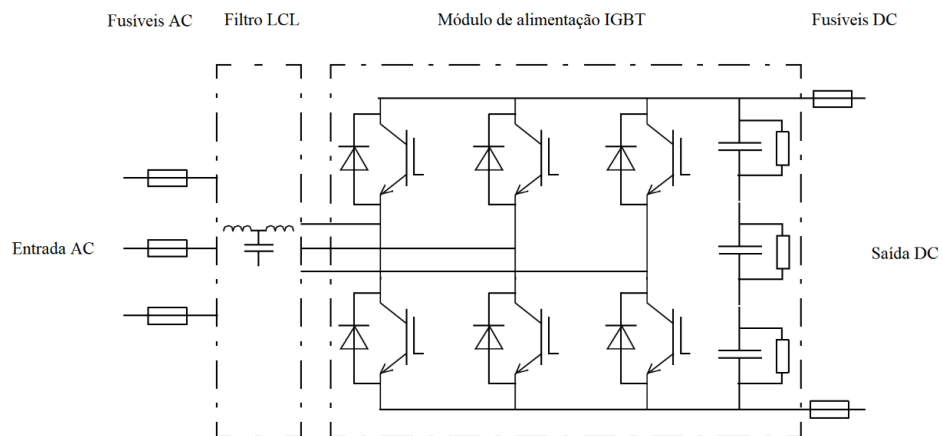 Fusíveis AC
Filtro LCL
Módulo de alimentação IGBT
Fusíveis DC
Entrada AC
Saída DC